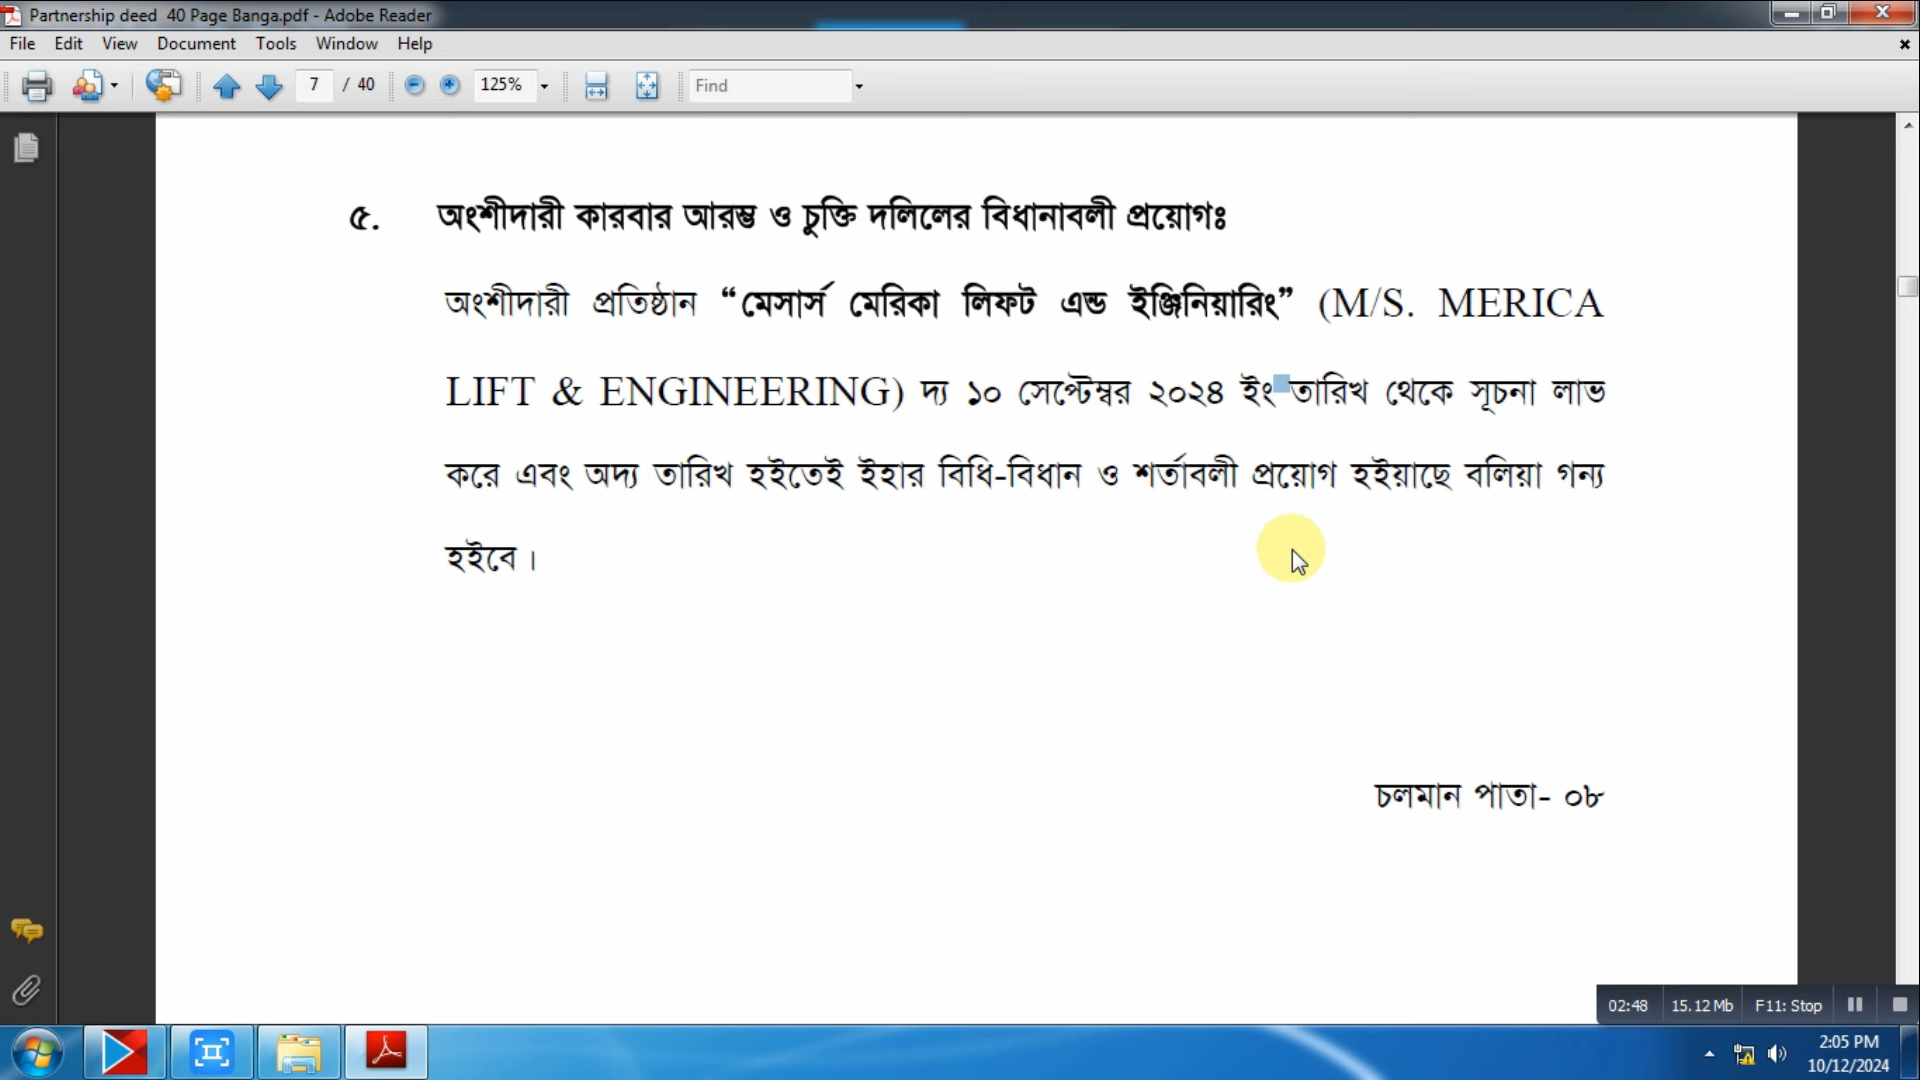 Partnership deed 40 Page Banga.pdf - Adobe Reader
File Edit View Document Tools Window Help
7 / 40 125% Find
৫. অংশীদারী কারবার আরম্ভ ও চুক্তি দলিলের বিধানাবলী প্রয়োগঃ
অংশীদারী প্রতিষ্ঠান “মেসার্স মেরিকা লিফট এন্ড ইঞ্জিনিয়ারিং” (M/S. MERICA
LIFT & ENGINEERING) দ্য ১০ সেপ্টেম্বর ২০২৪ ইং তারিখ থেকে সূচনা লাভ
করে এবং অদ্য তারিখ হইতেই ইহার বিধি-বিধান ও শর্তাবলী প্রয়োগ হইয়াছে বলিয়া গন্য
হইবে।
চলমান পাতা- ০৮
02:48 15.12 Mb F11: Stop
2:05 PM
10/12/2024